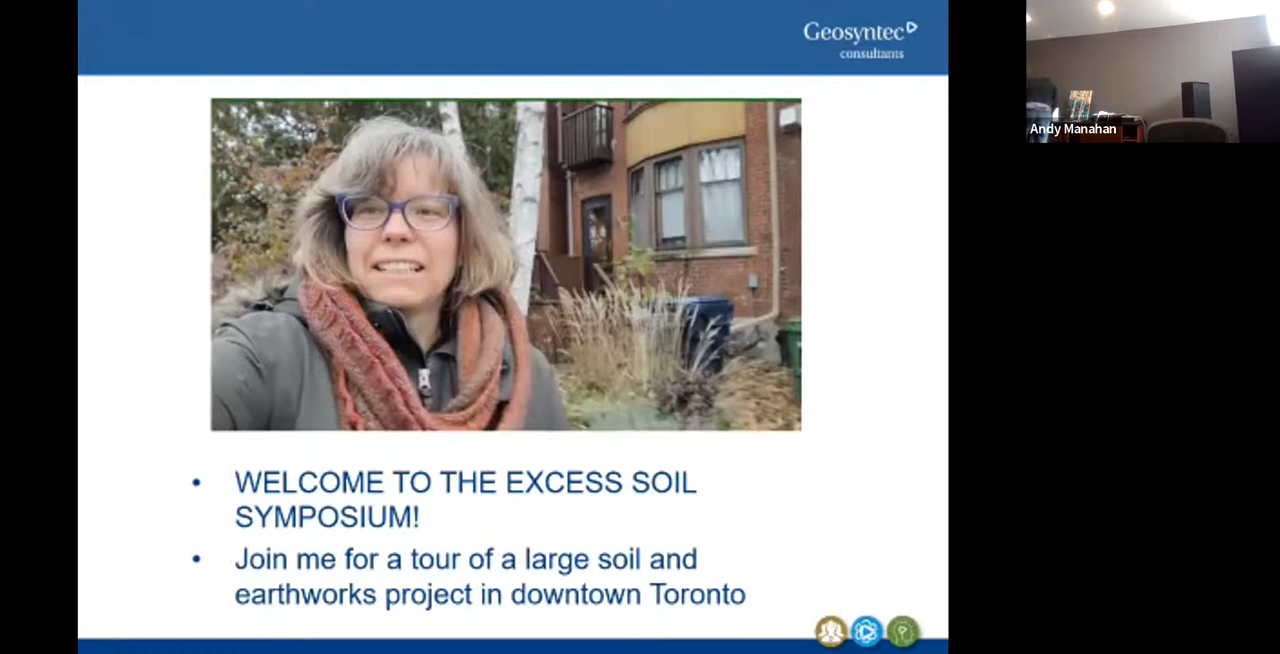 Geosyntec
consultants
Andy Manahan
• WELCOME TO THE EXCESS SOIL
SYMPOSIUM!
• Join me for a tour of a large soil and
earthworks project in downtown Toronto